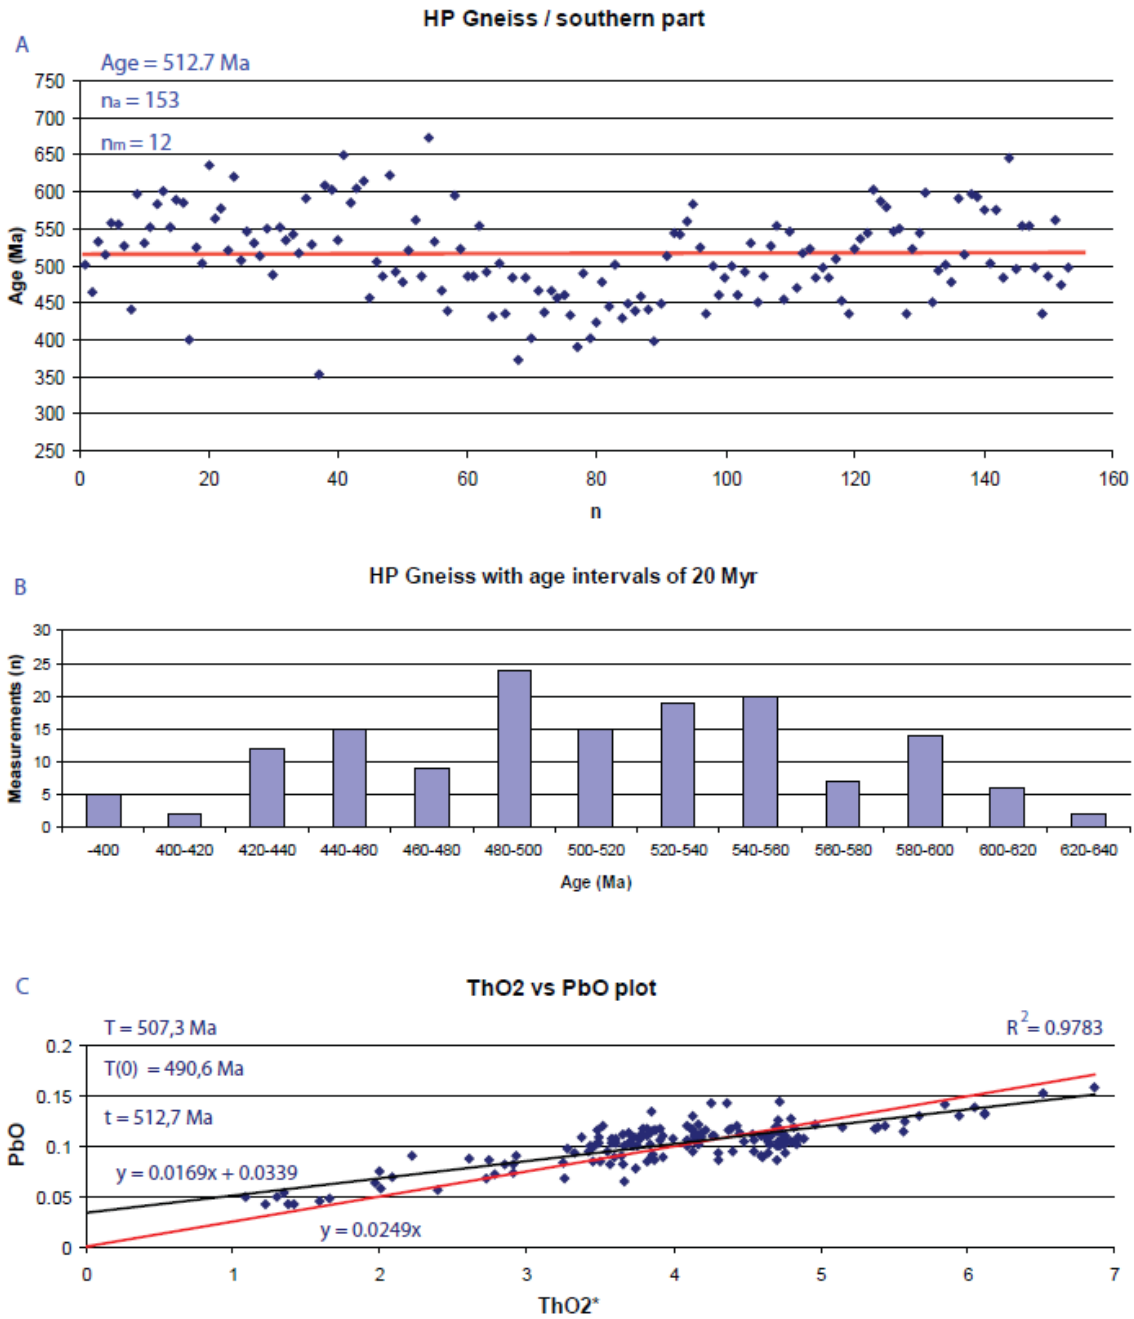 HP Gneiss / southern part
A
Age = 512.7 Ma
na = 153
nm = 12
750
700
650
600
550
500
450
400
350
300
250
Age (Ma)
0 20 40 60 80 100 120 140 160
n
B
HP Gneiss with age intervals of 20 Myr
30
25
20
15
10
5
0
Measurements (n)
-400 400-420 420-440 440-460 460-480 480-500 500-520 520-540 540-560 560-580 580-600 600-620 620-640
Age (Ma)
C
ThO2 vs PbO plot
T = 507,3 Ma
R2= 0.9783
T(0) = 490,6 Ma
t = 512,7 Ma
y = 0.0169x + 0.0339
y = 0.0249x
0.2
0.15
0.1
0.05
0
PbO
0 1 2 3 4 5 6 7
ThO2*